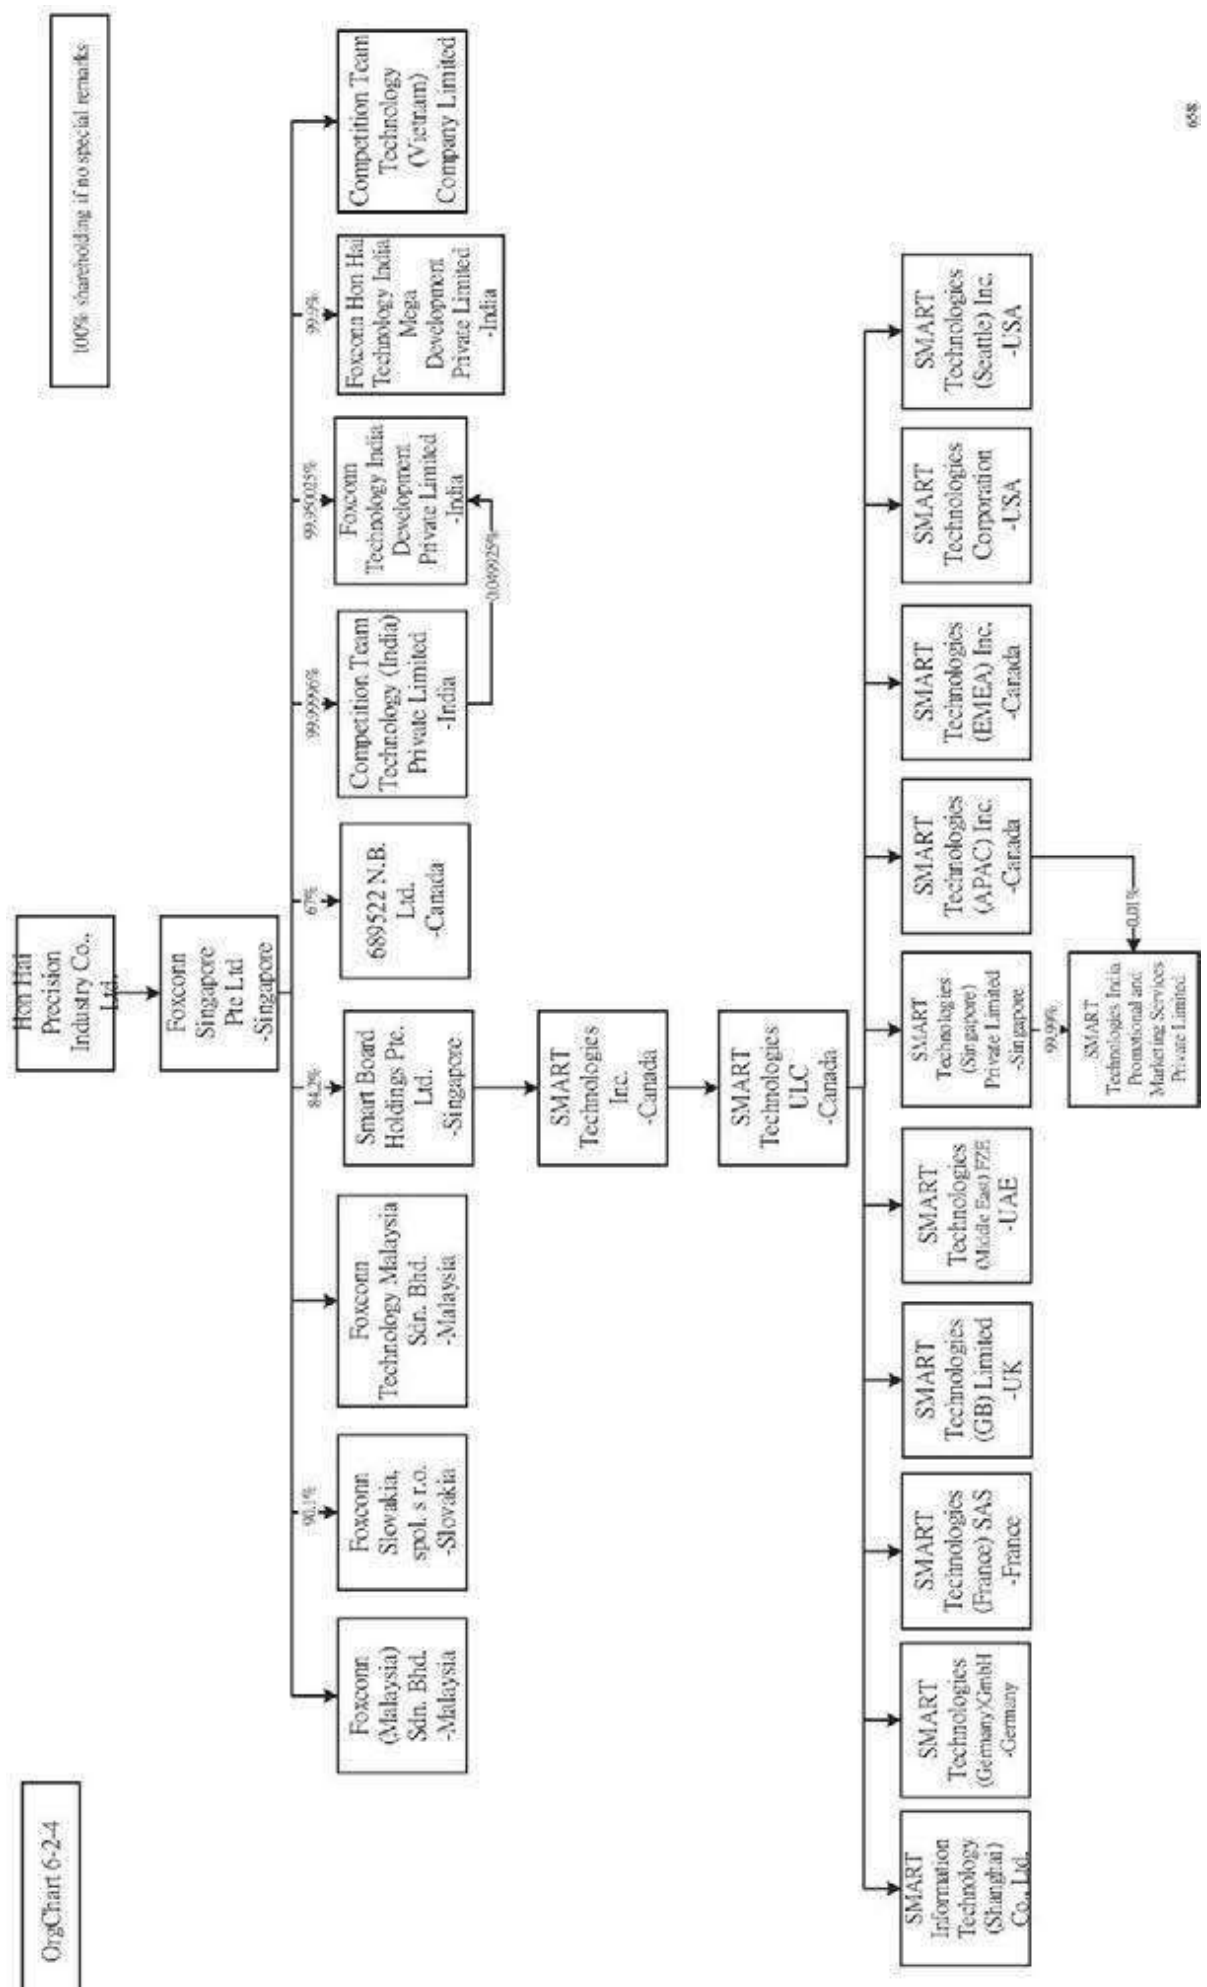 OrgChart 6-2-4
100% shareholding if no special remarks
Hon Hai
Precision
Industry Co.,
Ltd.
Foxconn
Singapore
Pte Ltd
-Singapore
90.1%
84.2%
67%
99.99996%
99.950025%
99.9%
Foxconn
(Malaysia)
Sdn. Bhd.
-Malaysia
Foxconn
Slovakia,
spol. s r.o.
-Slovakia
Foxconn
Technology Malaysia
Sdn. Bhd.
-Malaysia
Smart Board
Holdings Pte.
Ltd.
-Singapore
689522 N.B.
Ltd.
-Canada
Competition Team
Technology (India)
Private Limited
-India
Foxconn
Technology India
Development
Private Limited
-India
Foxconn Hon Hai
Technology India
Mega
Development
Private Limited
-India
Competition Team
Technology
(Vietnam)
Company Limited
0.049925%
SMART
Technologies
Inc.
-Canada
SMART
Technologies
ULC
-Canada
SMART
Information
Technology
(Shanghai)
Co., Ltd.
SMART
Technologies
(Germany)GmbH
-Germany
SMART
Technologies
(France) SAS
-France
SMART
Technologies
(GB) Limited
-UK
SMART
Technologies
(Middle East) FZE
-UAE
SMART
Technologies
(Singapore)
Private Limited
-Singapore
SMART
Technologies
(APAC) Inc.
-Canada
SMART
Technologies
(EMEA) Inc.
-Canada
SMART
Technologies
Corporation
-USA
SMART
Technologies
(Seattle) Inc.
-USA
99.99%
0.01%
SMART
Technologies India
Promotional and
Marketing Services
Private Limited
658